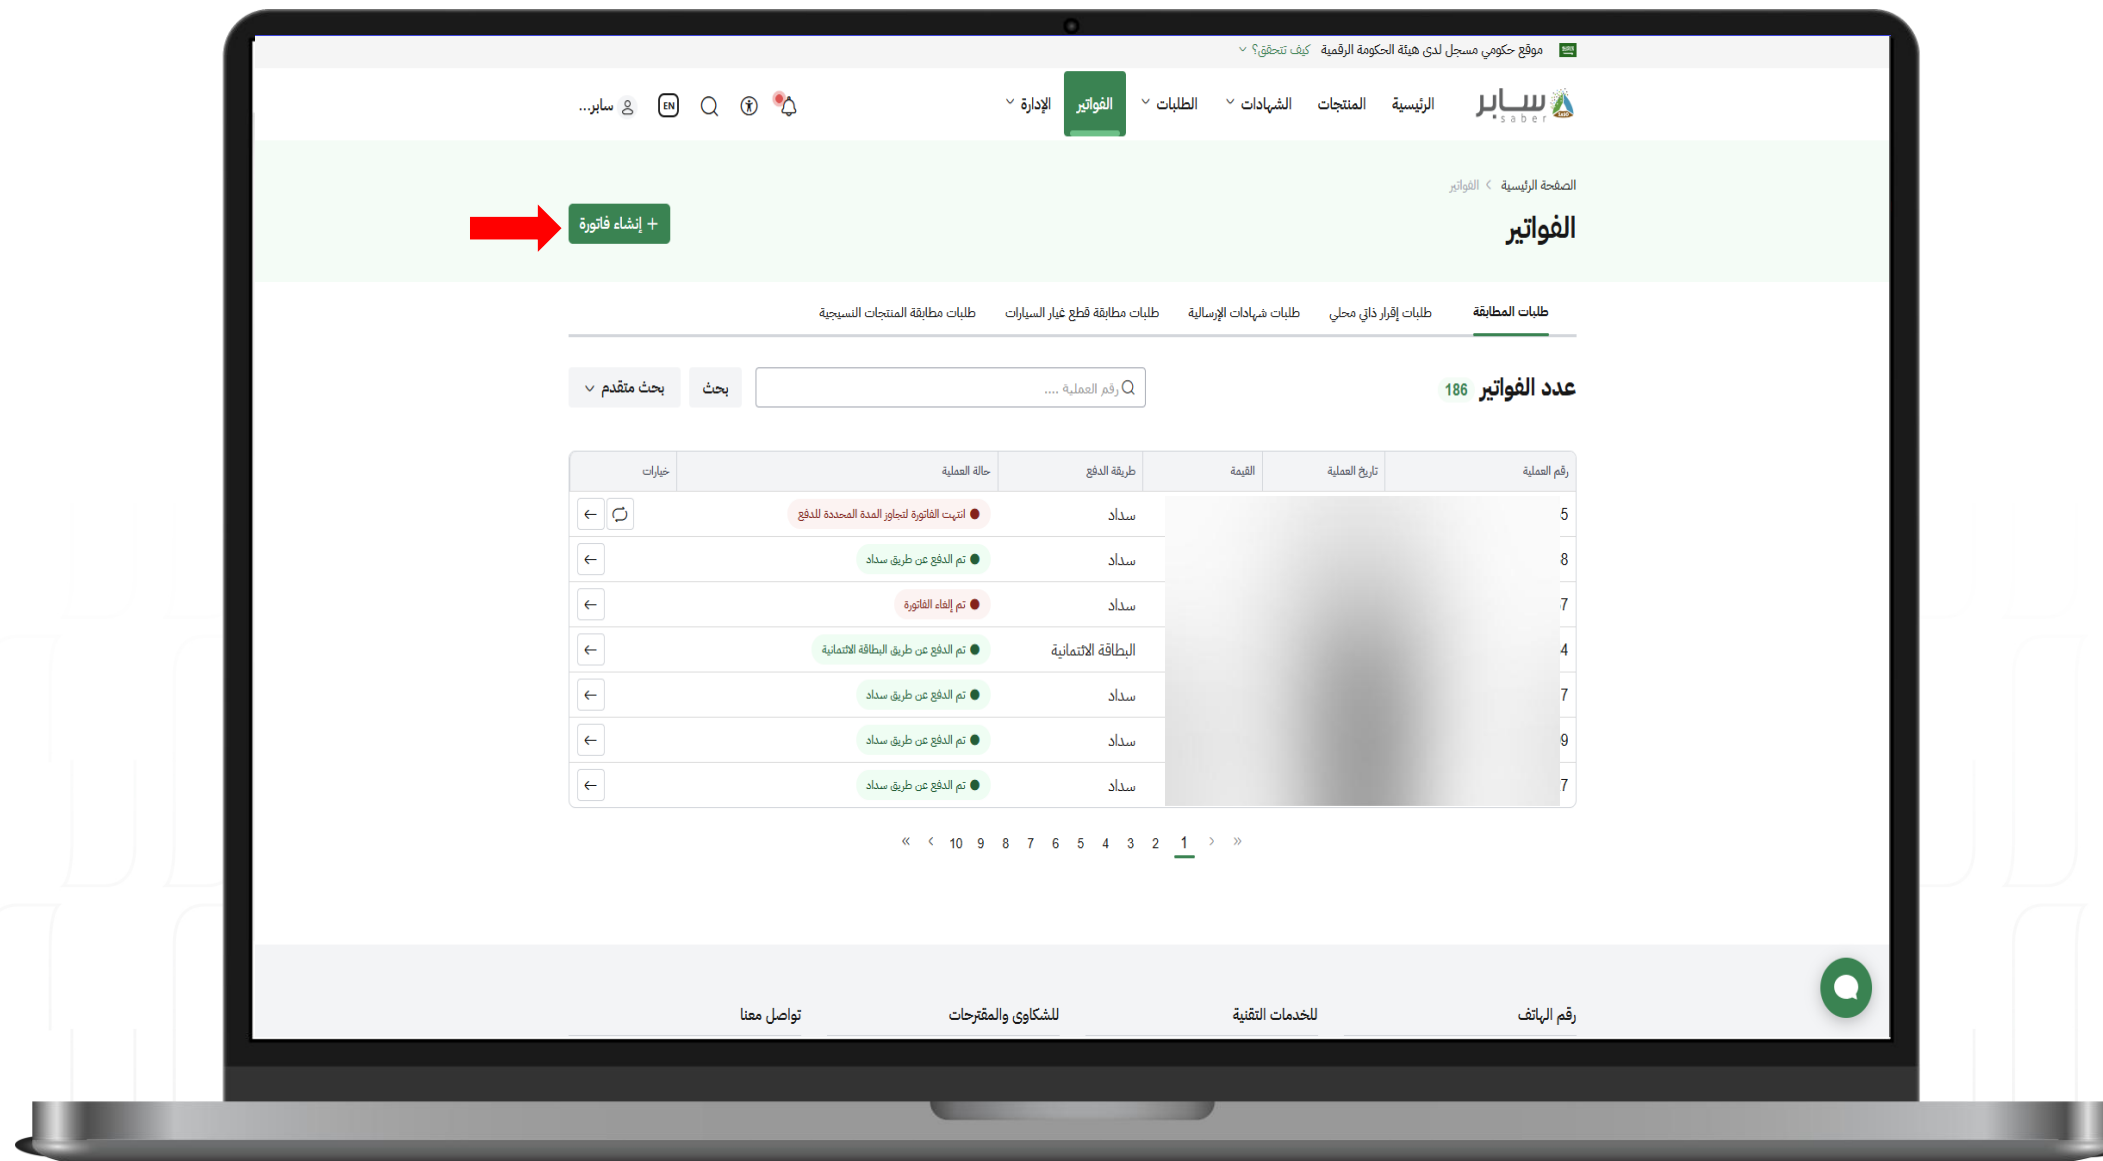 موقع حكومي مسجل لدى هيئة الحكومة الرقمية كيف تتحقق؟
سابر
saber
الرئيسية المنتجات الشهادات الطلبات الفواتير الإدارة
EN سابر...
الصفحة الرئيسية > الفواتير
الفواتير
+ إنشاء فاتورة
طلبات المطابقة طلبات إقرار ذاتي محلي طلبات شهادات الإرسالية طلبات مطابقة قطع غيار السيارات طلبات مطابقة المنتجات النسيجية
عدد الفواتير 186
رقم العملية .... بحث بحث متقدم
رقم العملية تاريخ العملية القيمة طريقة الدفع حالة العملية خيارات
5 سداد انتهت الفاتورة لتجاوز المدة المحددة للدفع
8 سداد تم الدفع عن طريق سداد
7 سداد تم إلغاء الفاتورة
4 البطاقة الائتمانية تم الدفع عن طريق البطاقة الائتمانية
7 سداد تم الدفع عن طريق سداد
9 سداد تم الدفع عن طريق سداد
7 سداد تم الدفع عن طريق سداد
« ‹ 1 2 3 4 5 6 7 8 9 10 › »
رقم الهاتف للخدمات التقنية للشكاوى والمقترحات تواصل معنا